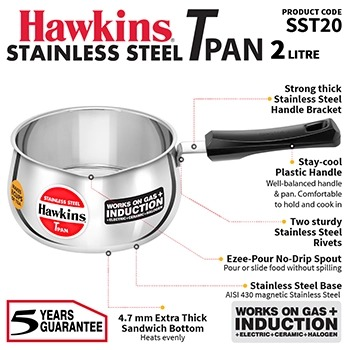 Hawkins
STAINLESS STEEL TPAN 2 LITRE
PRODUCT CODE
SST20
Strong thick
Stainless Steel
Handle Bracket
Stay-cool
Plastic Handle
Well-balanced handle
& pan. Comfortable
to hold and cook in
STAINLESS STEEL
Hawkins
TPAN
WORKS ON GAS+
INDUCTION
+ELECTRIC+CERAMIC+HALOGEN
Two sturdy
Stainless Steel
Rivets
Ezee-Pour No-Drip Spout
Pour or slide food without spilling
Stainless Steel Base
AISI 430 magnetic Stainless Steel
5 YEARS
GUARANTEE
4.7 mm Extra Thick
Sandwich Bottom
Heats evenly
WORKS ON GAS+
INDUCTION
+ELECTRIC+CERAMIC+HALOGEN